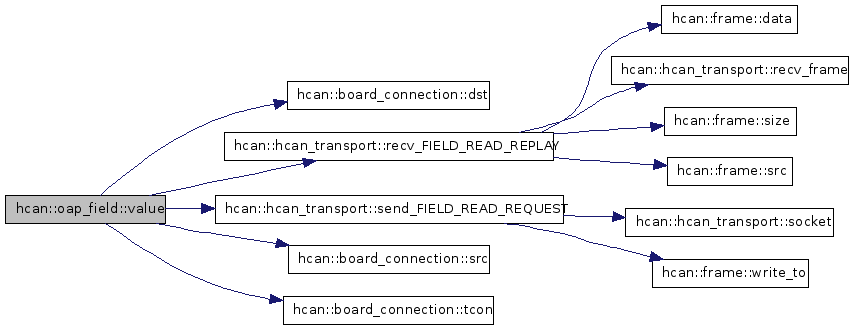 hcan::frame::data
hcan::hcan_transport::recv_frame
hcan::board_connection::dst
hcan::frame::size
hcan::hcan_transport::recv_FIELD_READ_REPLAY
hcan::frame::src
hcan::oap_field::value
hcan::hcan_transport::send_FIELD_READ_REQUEST
hcan::hcan_transport::socket
hcan::board_connection::src
hcan::frame::write_to
hcan::board_connection::tcon